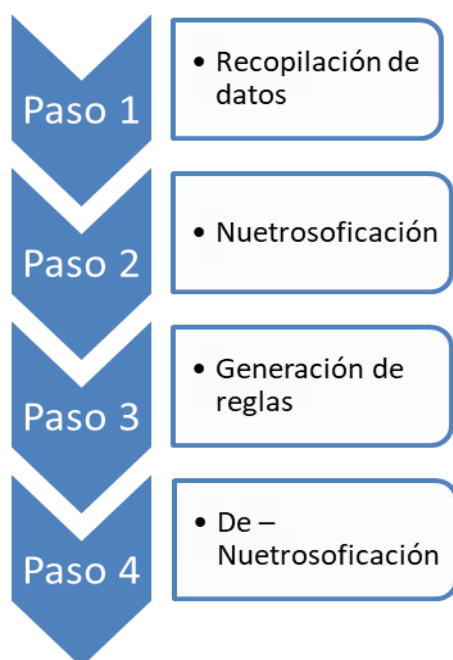 Paso 1
• Recopilación de
datos
Paso 2
• Nuetrosoficación
Paso 3
• Generación de
reglas
Paso 4
• De –
Nuetrosoficación